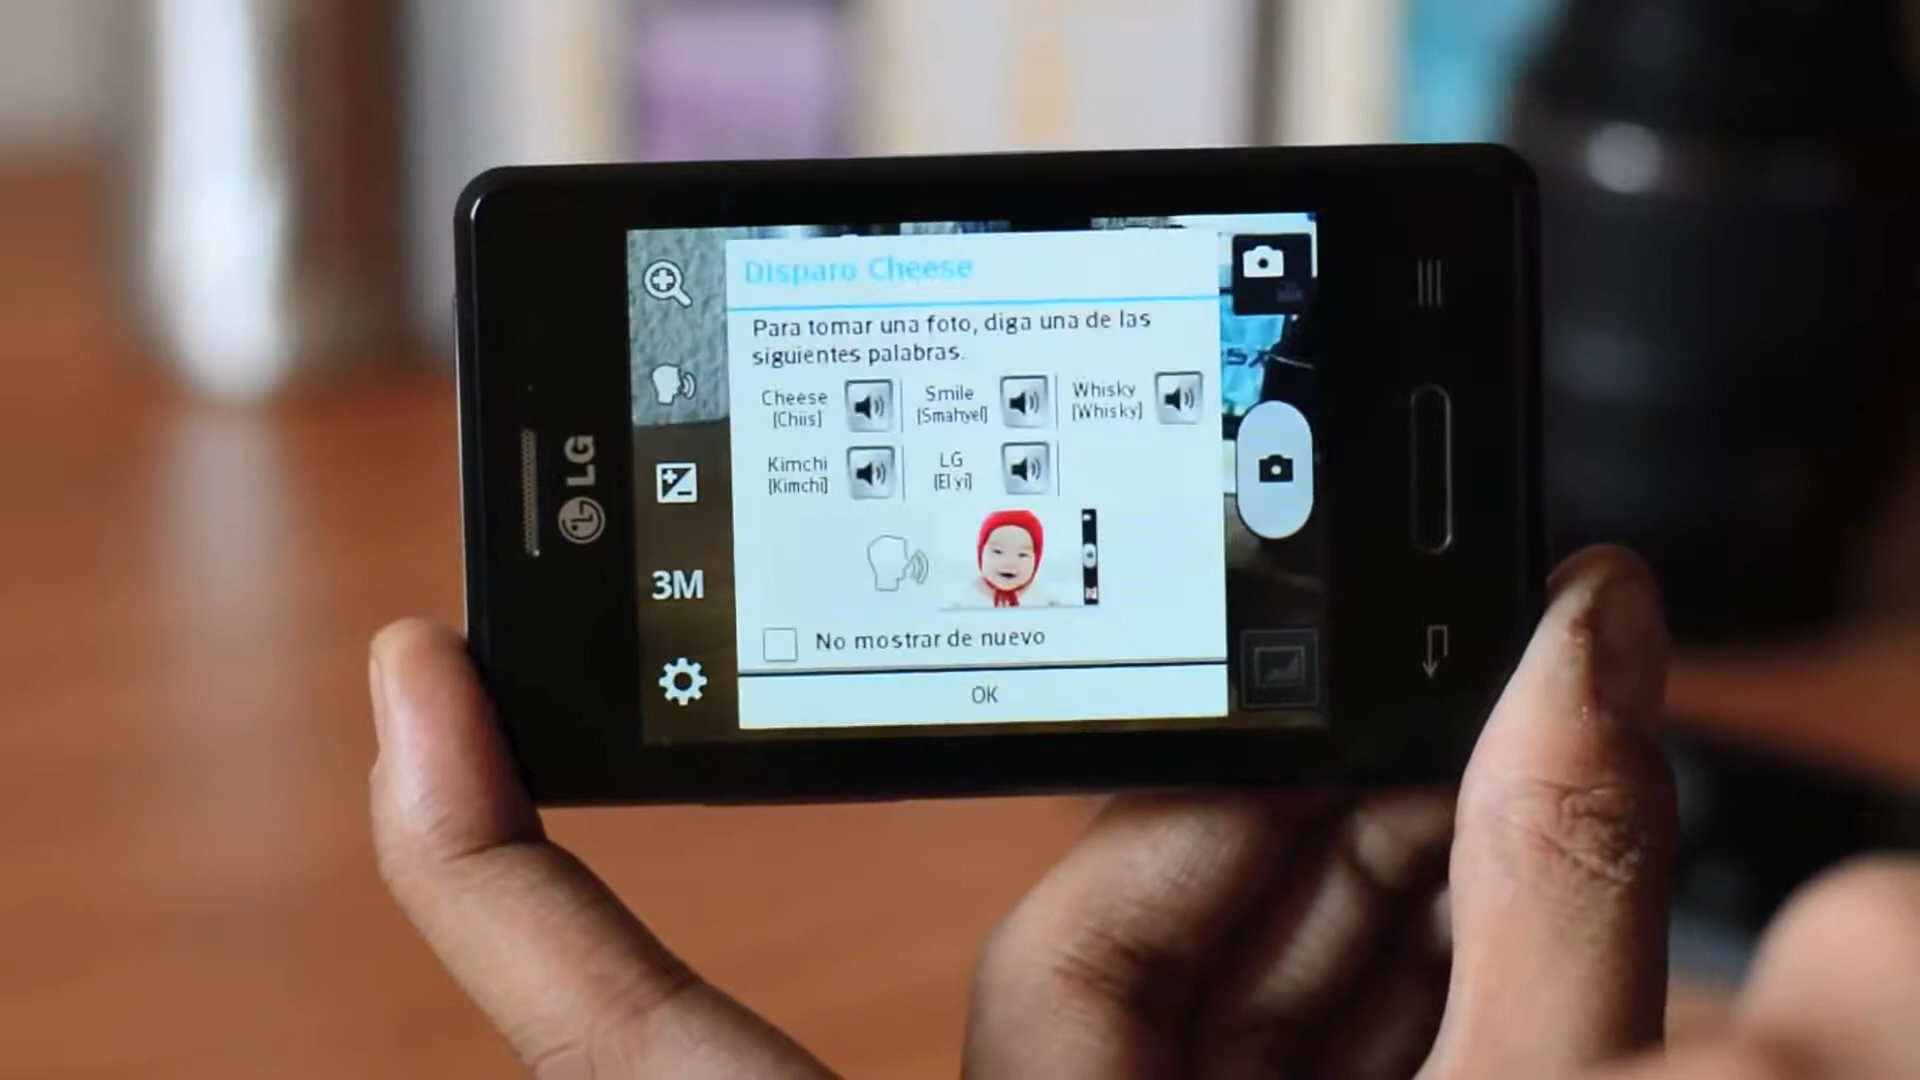 Disparo Cheese
Para tomar una foto, diga una de las
siguientes palabras.
Cheese
[Chiis]
Smile
[Smahyel]
Whisky
[Whisky]
Kimchi
[Kimchi]
LG
[El yi]
No mostrar de nuevo
OK
3M
LG